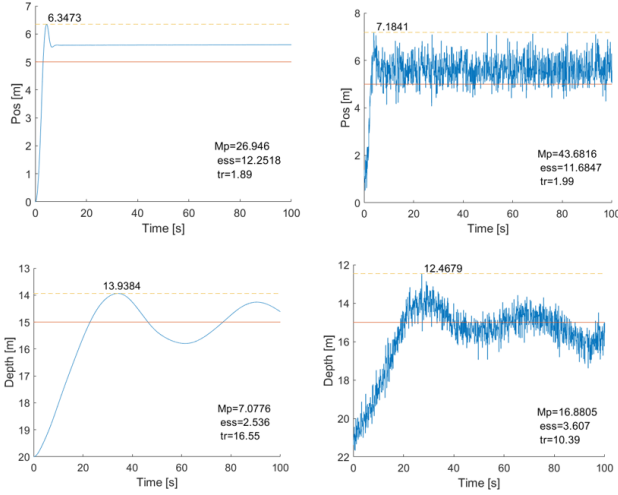 7
6
5
4
3
2
1
0
Pos [m]
6.3473
Mp=26.946
ess=12.2518
tr=1.89
0 20 40 60 80 100
Time [s]
8
6
4
2
0
Pos [m]
7.1841
Mp=43.6816
ess=11.6847
tr=1.99
0 20 40 60 80 100
Time [s]
13
14
15
16
17
18
19
20
Depth [m]
13.9384
Mp=7.0776
ess=2.536
tr=16.55
0 20 40 60 80 100
Time [s]
12
14
16
18
20
22
Depth [m]
12.4679
Mp=16.8805
ess=3.607
tr=10.39
0 20 40 60 80 100
Time [s]